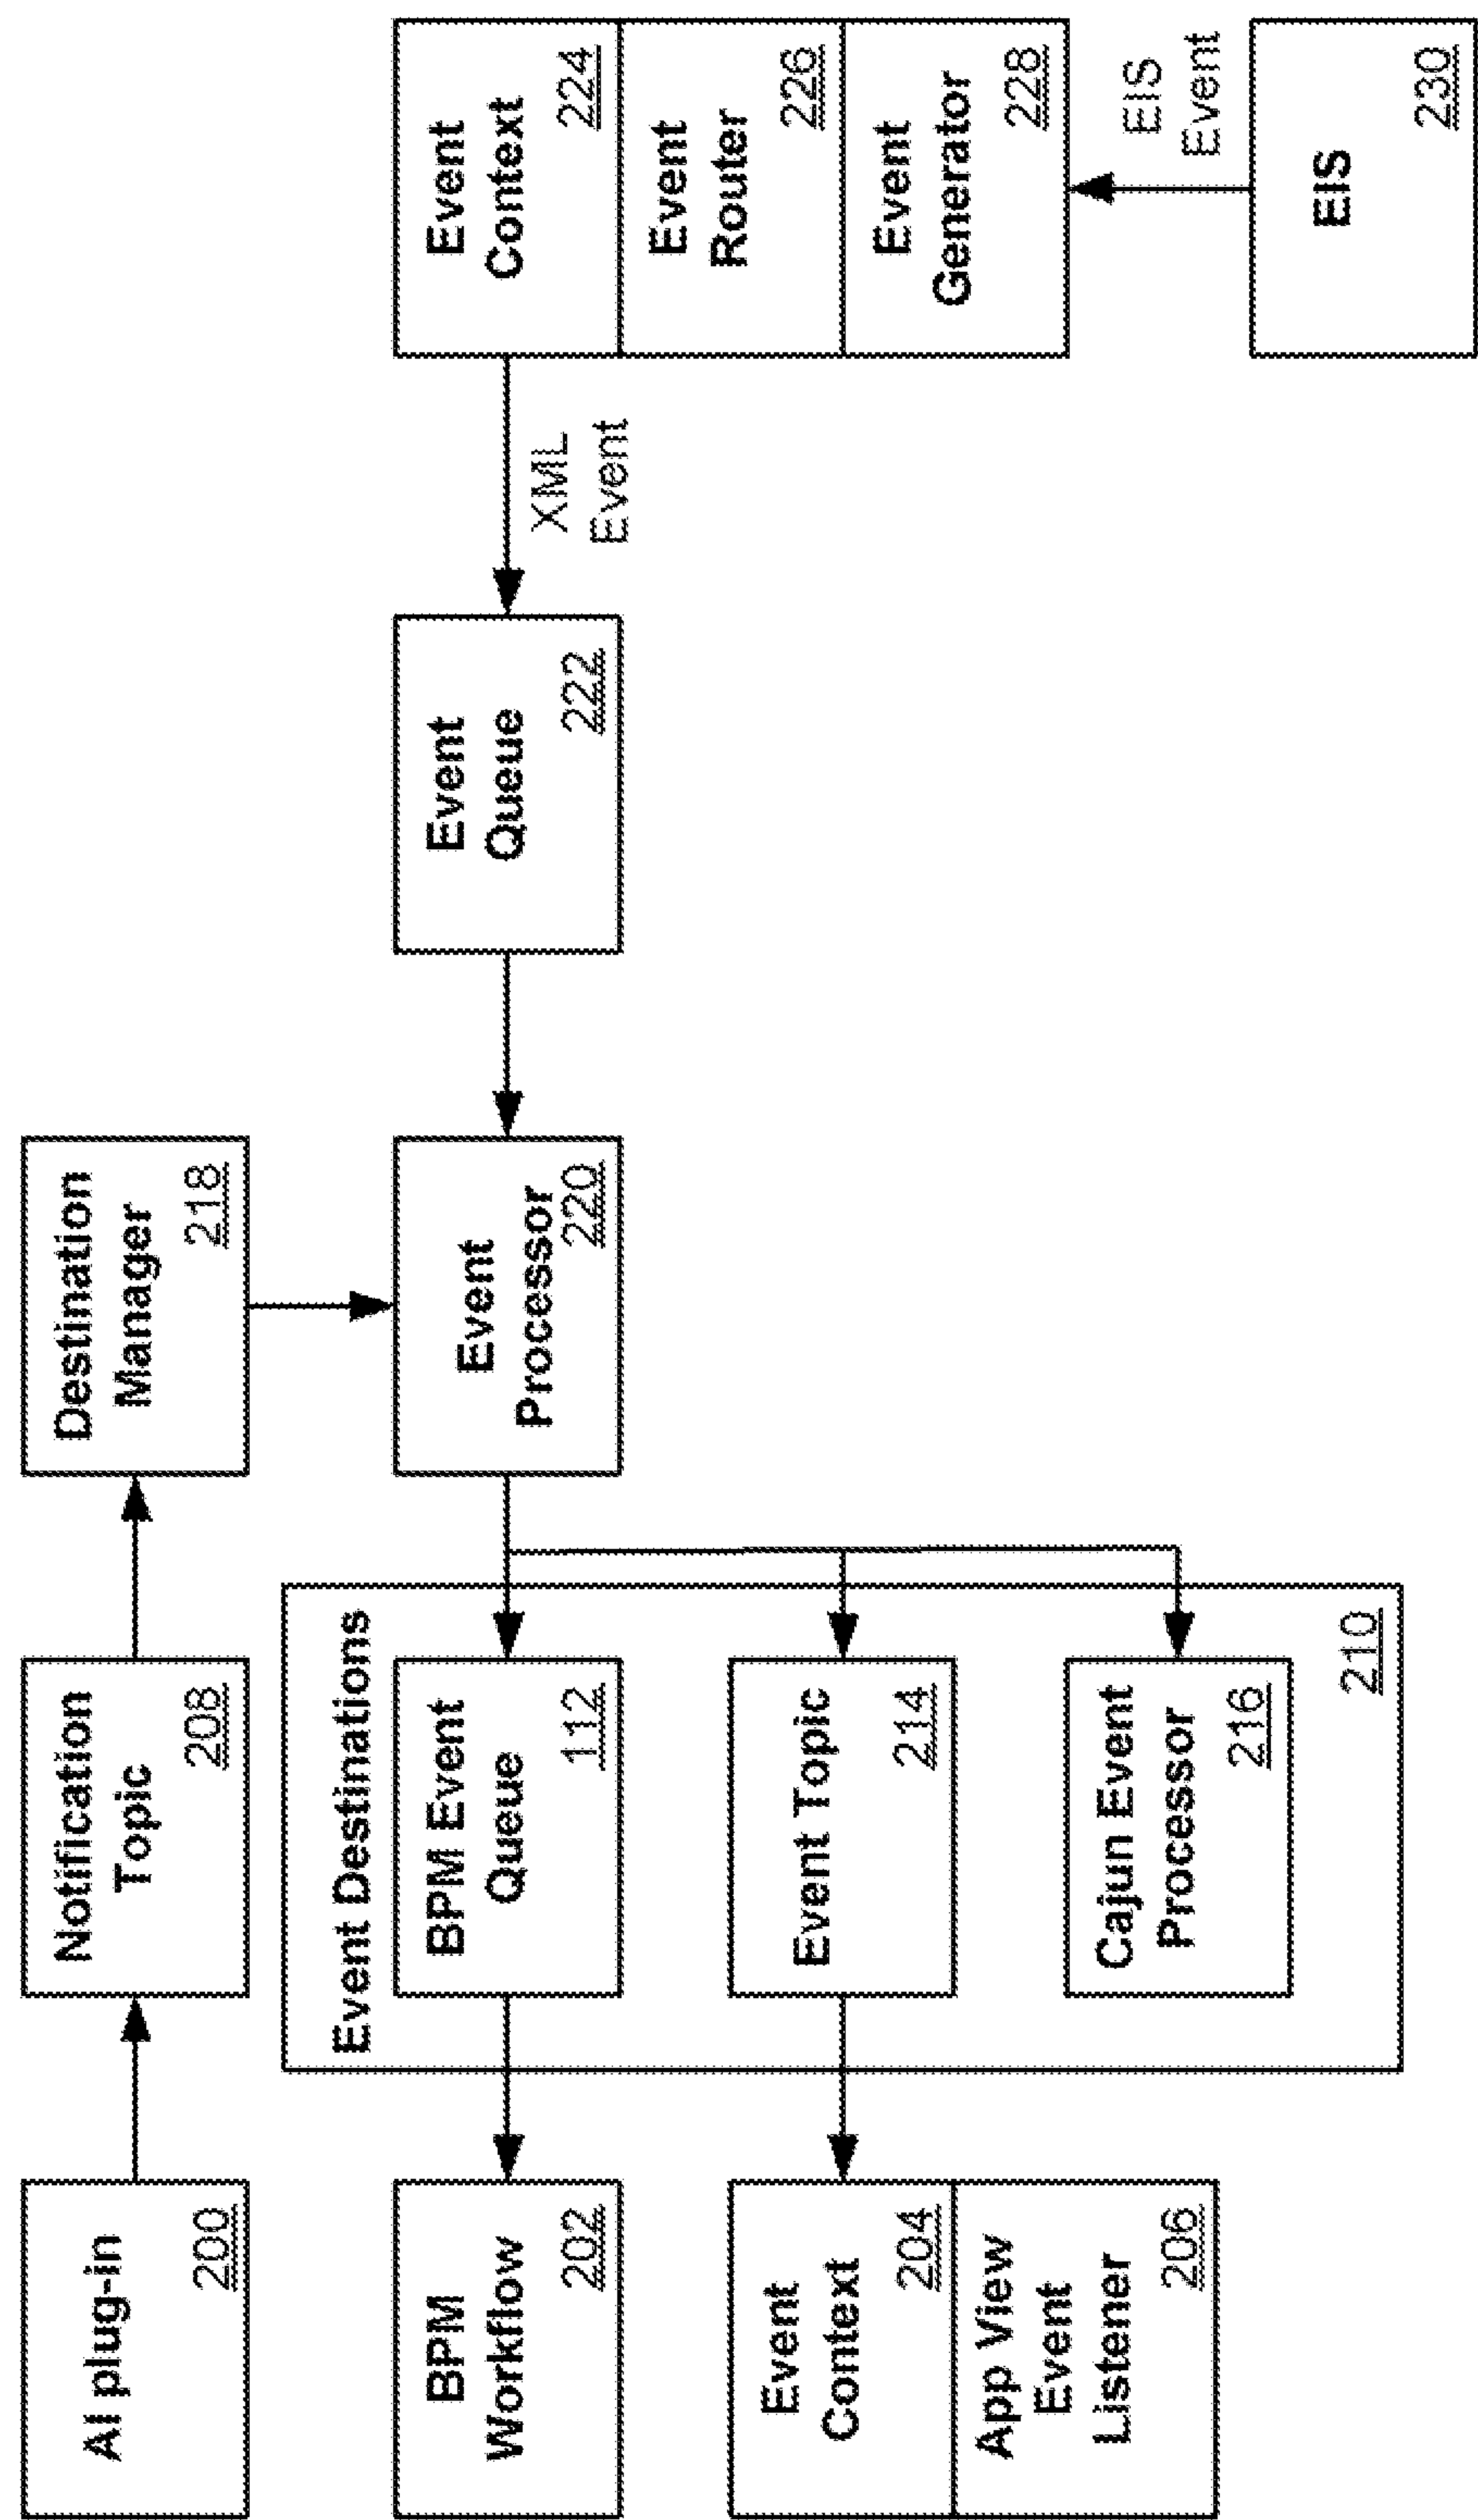 AI plug-in
200
Notification
Topic
208
Destination
Manager
218
Event Destinations
210
BPM
Workflow
202
BPM Event
Queue
112
Event
Processor
220
Event
Queue
222
XML
Event
Event
Context
224
Event
Router
226
Event
Generator
228
EIS
Event
EIS
230
Event
Context
204
App View
Event
Listener
206
Event Topic
214
Cajun Event
Processor
216